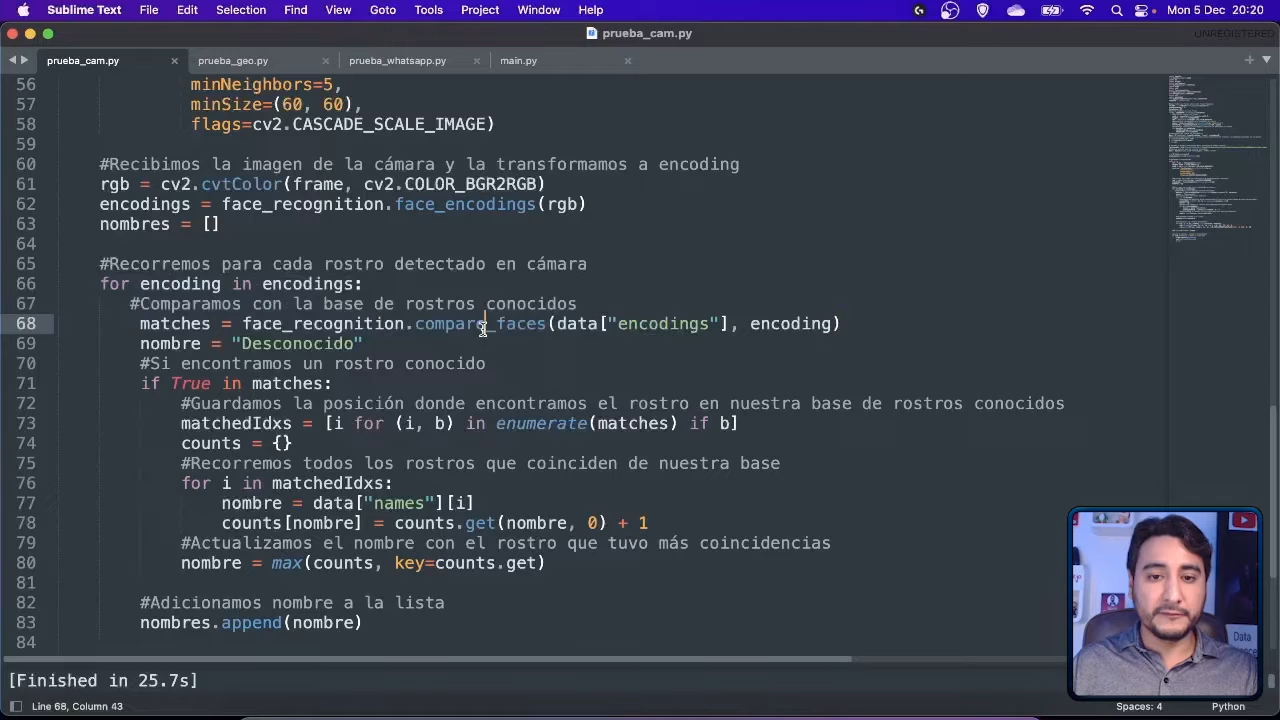 Sublime Text File Edit Selection Find View Goto Tools Project Window Help Mon 5 Dec 20:20
prueba_cam.py
UNREGISTERED
prueba_cam.py prueba_geo.py prueba_whatsapp.py main.py
56 minNeighbors=5,
57 minSize=(60, 60),
58 flags=cv2.CASCADE_SCALE_IMAGE)
59
60 #Recibimos la imagen de la cámara y la transformamos a encoding
61 rgb = cv2.cvtColor(frame, cv2.COLOR_BGR2RGB)
62 encodings = face_recognition.face_encodings(rgb)
63 nombres = []
64
65 #Recorremos para cada rostro detectado en cámara
66 for encoding in encodings:
67 #Comparamos con la base de rostros conocidos
68 matches = face_recognition.compare_faces(data["encodings"], encoding)
69 nombre = "Desconocido"
70 #Si encontramos un rostro conocido
71 if True in matches:
72 #Guardamos la posición donde encontramos el rostro en nuestra base de rostros conocidos
73 matchedIdxs = [i for (i, b) in enumerate(matches) if b]
74 counts = {}
75 #Recorremos todos los rostros que coinciden de nuestra base
76 for i in matchedIdxs:
77 nombre = data["names"][i]
78 counts[nombre] = counts.get(nombre, 0) + 1
79 #Actualizamos el nombre con el rostro que tuvo más coincidencias
80 nombre = max(counts, key=counts.get)
81
82 #Adicionamos nombre a la lista
83 nombres.append(nombre)
84
Data
[Finished in 25.7s]
Line 68, Column 43 Spaces: 4 Python